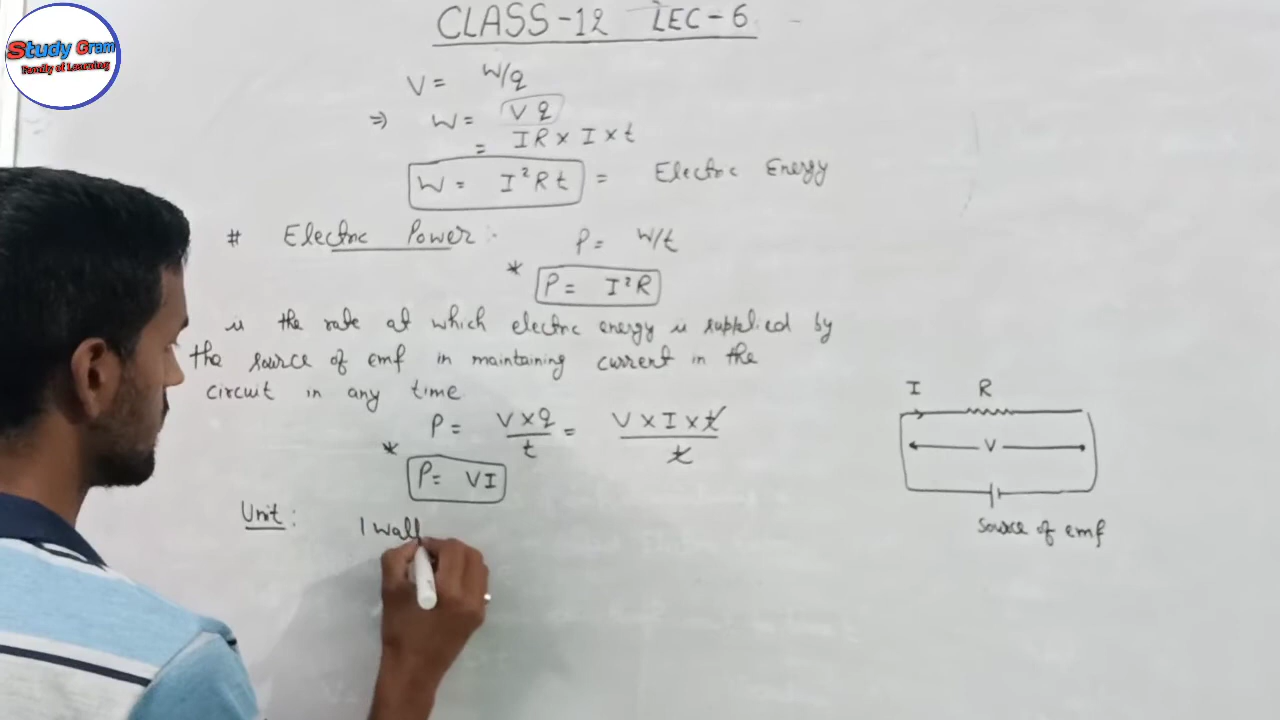 Study Gram
Family of Learning
CLASS-12 LEC-6
V = W/q
⇒ W = Vq
= IR × I × t
W = I²Rt = Electric Energy
# Electric Power :- P = W/t
* P = I²R
is the rate at which electric energy is supplied by
the source of emf in maintaining current in the
circuit in any time
P = V×q/t = V×I×t/t
* P = VI
Unit : 1 watt
I R
V
Source of emf